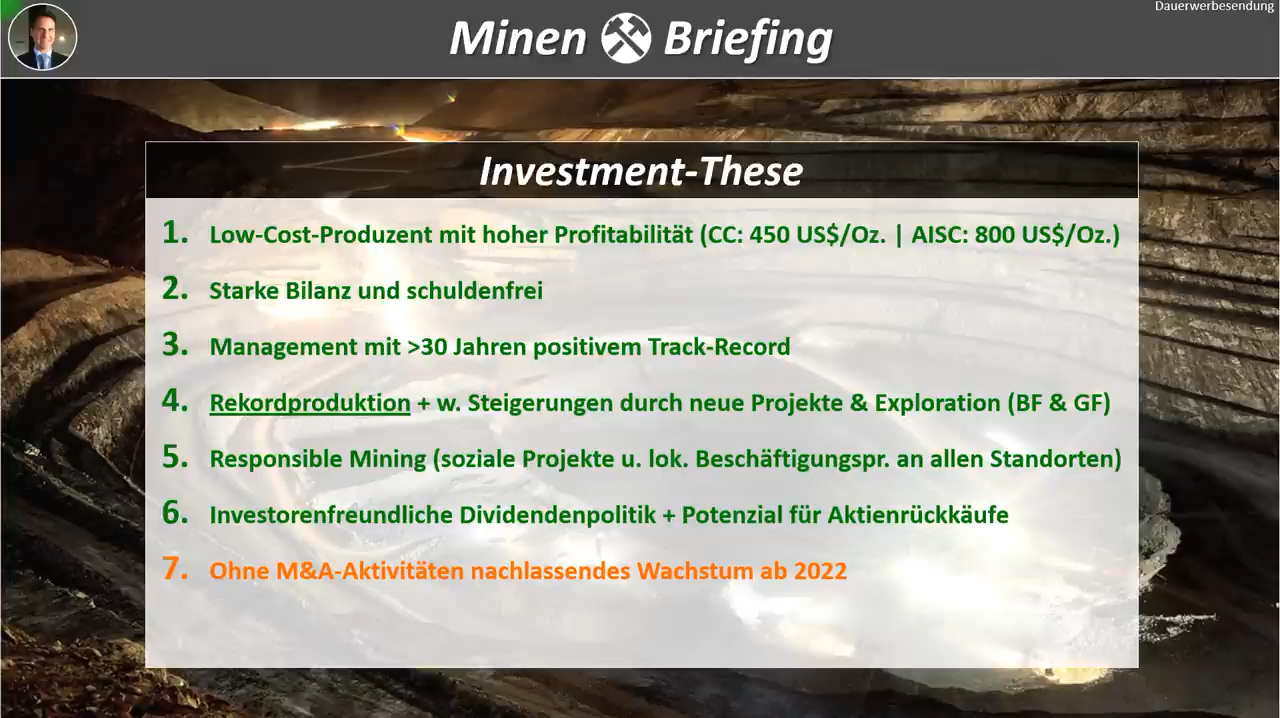 Dauerwerbesendung
Minen Briefing
Investment-These
1. Low-Cost-Produzent mit hoher Profitabilität (CC: 450 US$/Oz. | AISC: 800 US$/Oz.)
2. Starke Bilanz und schuldenfrei
3. Management mit >30 Jahren positivem Track-Record
4. Rekordproduktion + w. Steigerungen durch neue Projekte & Exploration (BF & GF)
5. Responsible Mining (soziale Projekte u. lok. Beschäftigungspr. an allen Standorten)
6. Investorenfreundliche Dividendenpolitik + Potenzial für Aktienrückkäufe
7. Ohne M&A-Aktivitäten nachlassendes Wachstum ab 2022